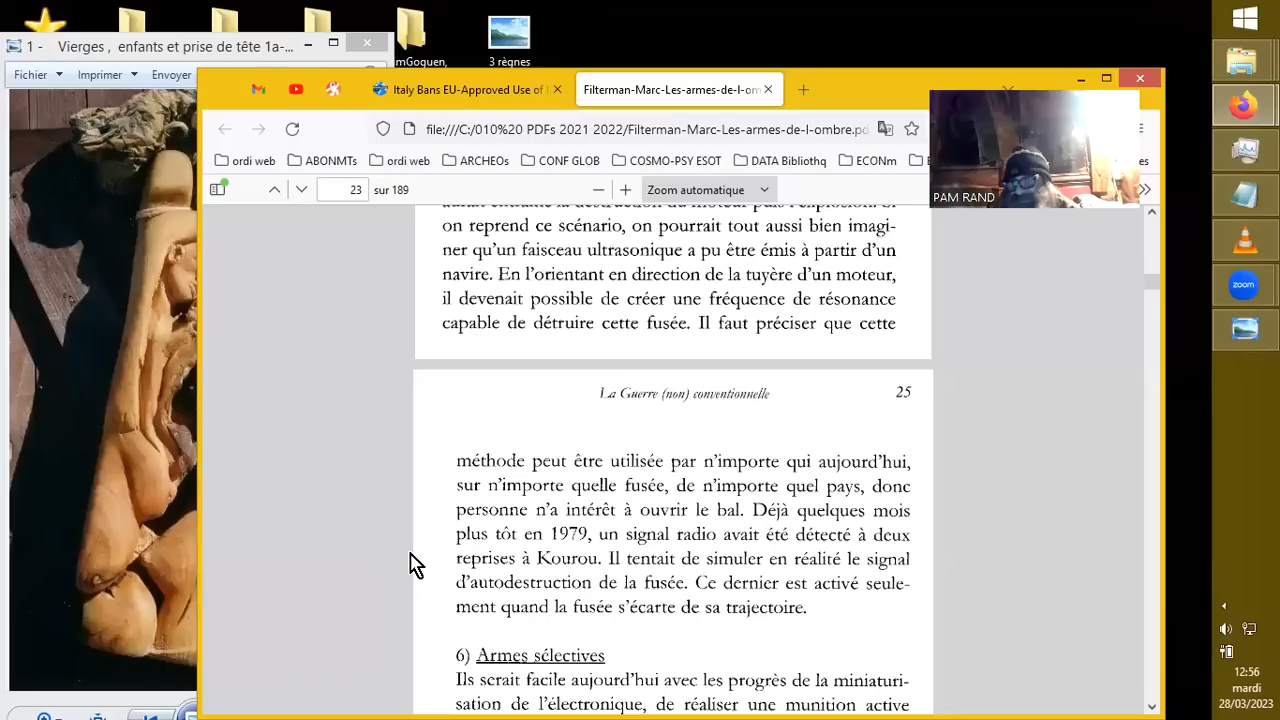 mGoquen,
3 règnes
1 - Vierges , enfants et prise de tête 1a-...
Fichier Imprimer Envoyer
Italy Bans EU-Approved Use of
Filterman-Marc-Les-armes-de-l-om
file:///C:/010%20 PDFs 2021 2022/Filterman-Marc-Les-armes-de-l-ombre.pd
ordi web ABONMTs ordi web ARCHEOs CONF GLOB COSMO-PSY ESOT DATA Bibliothq ECONm
PAM RAND
23 sur 189 Zoom automatique
on reprend ce scénario, on pourrait tout aussi bien imagi-
ner qu'un faisceau ultrasonique a pu être émis à partir d'un
navire. En l'orientant en direction de la tuyère d'un moteur,
il devenait possible de créer une fréquence de résonance
capable de détruire cette fusée. Il faut préciser que cette
La Guerre (non) conventionnelle 25
méthode peut être utilisée par n'importe qui aujourd'hui,
sur n'importe quelle fusée, de n'importe quel pays, donc
personne n'a intérêt à ouvrir le bal. Déjà quelques mois
plus tôt en 1979, un signal radio avait été détecté à deux
reprises à Kourou. Il tentait de simuler en réalité le signal
d'autodestruction de la fusée. Ce dernier est activé seule-
ment quand la fusée s'écarte de sa trajectoire.
6) Armes sélectives
Ils serait facile aujourd'hui avec les progrès de la miniaturi-
sation de l'électronique, de réaliser une munition active
zoom
12:56
mardi
28/03/2023